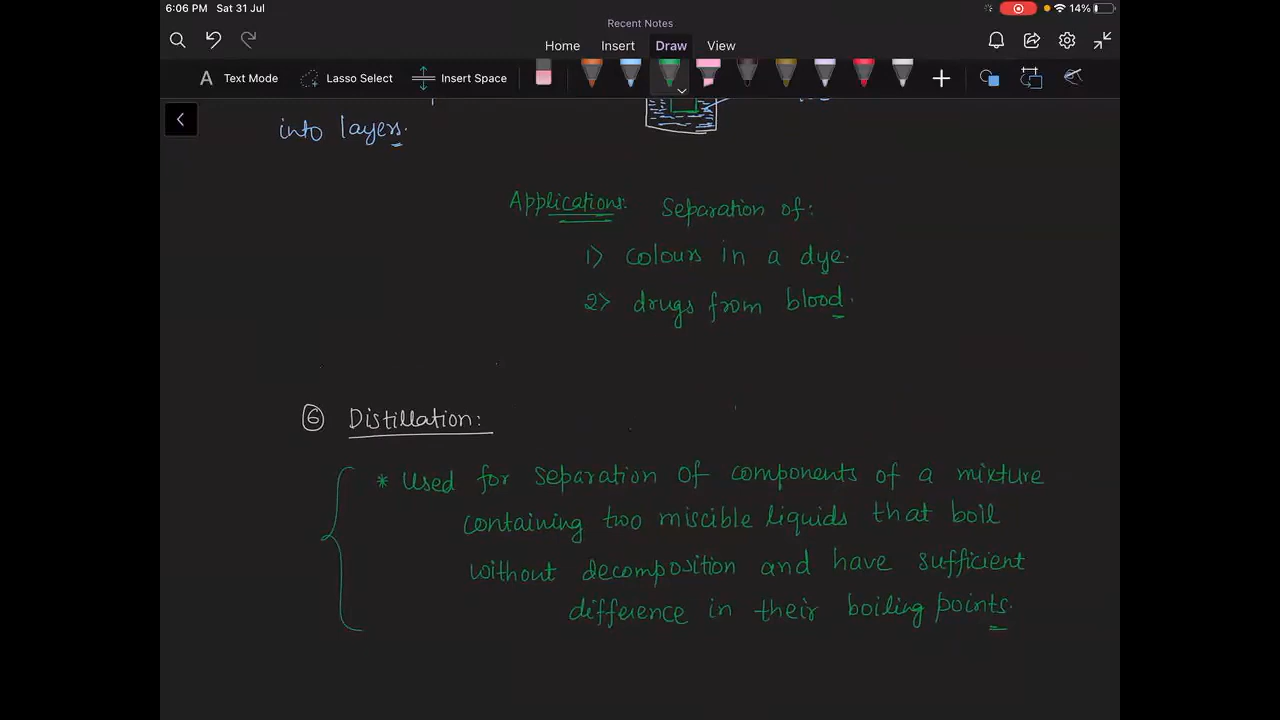 6:06 PM Sat 31 Jul
14%
Recent Notes
Home Insert Draw View
Text Mode Lasso Select Insert Space
into layers.
Applications: Separation of:
1) colours in a dye.
2) drugs from blood.
6 Distillation:
* Used for separation of components of a mixture
containing two miscible liquids that boil
without decomposition and have sufficient
difference in their boiling points.